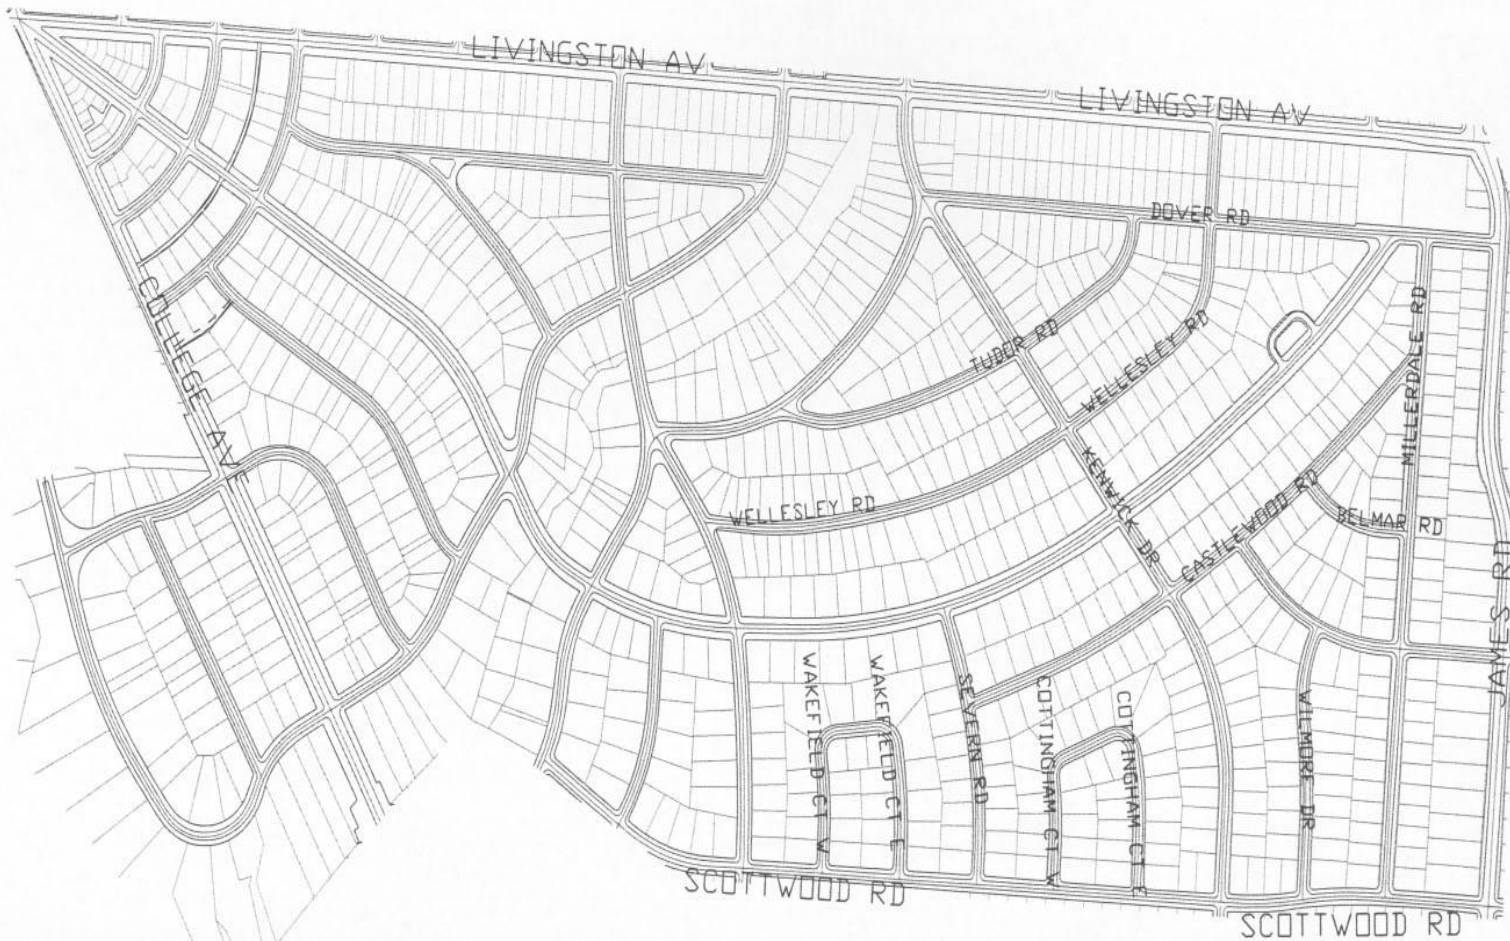 LIVINGSTON AV
LIVINGSTON AV
DOVER RD
COLLEGE AVE
TUDOR RD
WELLESLEY RD
MILLERDALE RD
WELLESLEY RD
KENWICK DR
CASTLEWOOD RD
BELMAR RD
JAMES RD
WAKEFIELD CT W
WAKEFIELD CT E
SEVERN RD
COTTINGHAM CT W
COTTINGHAM CT E
WILMORE DR
SCOTTWOOD RD
SCOTTWOOD RD